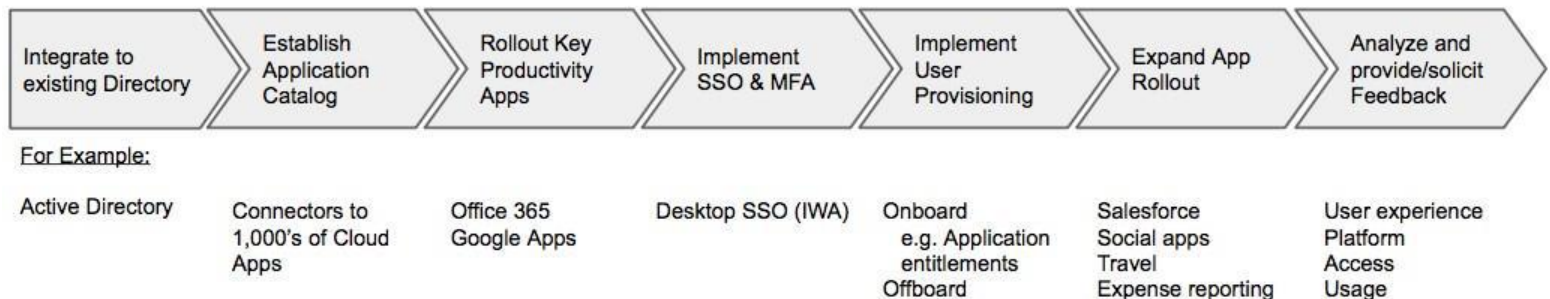 Integrate to
existing Directory
Establish
Application
Catalog
Rollout Key
Productivity
Apps
Implement
SSO & MFA
Implement
User
Provisioning
Expand App
Rollout
Analyze and
provide/solicit
Feedback
For Example:
Active Directory
Connectors to
1,000's of Cloud
Apps
Office 365
Google Apps
Desktop SSO (IWA)
Onboard
e.g. Application
entitlements
Offboard
Salesforce
Social apps
Travel
Expense reporting
User experience
Platform
Access
Usage